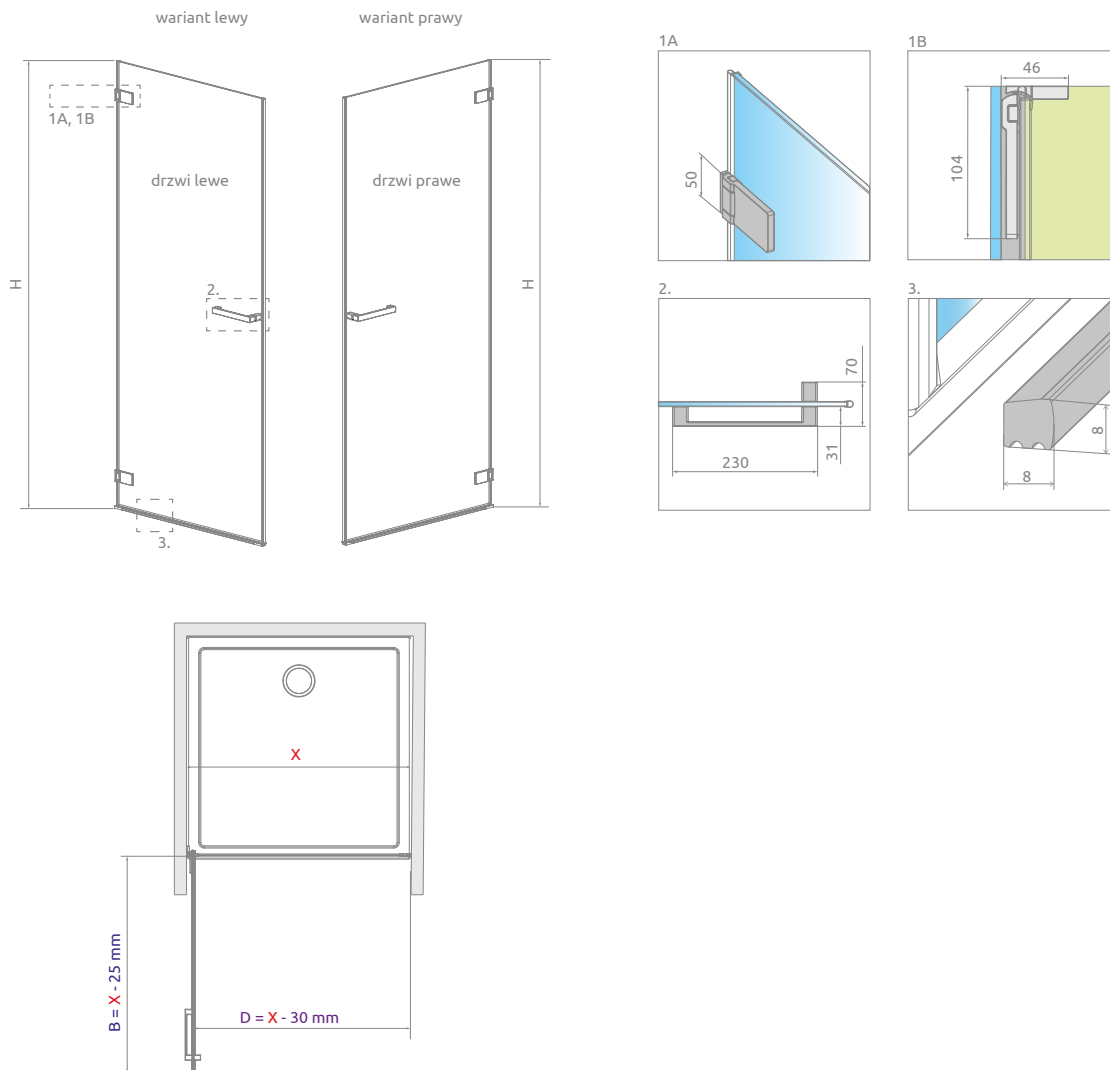 wariant lewy
wariant prawy
1A, 1B
drzwi lewe
drzwi prawe
H
H
2.
3.
1A
50
1B
46
104
2.
70
31
230
3.
8
8
X
B = X - 25 mm
D = X - 30 mm